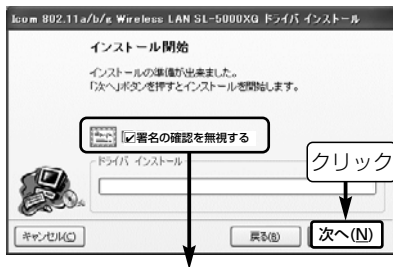 Icom 802.11a/b/g Wireless LAN SL-5000XG ドライバ インストール
インストール開始
インストールの準備が出来ました。
「次へ」ボタンを押すとインストールを開始します。
署名の確認を無視する
ドライバ インストール
クリック
キャンセル(C)
戻る(B)
次へ(N)